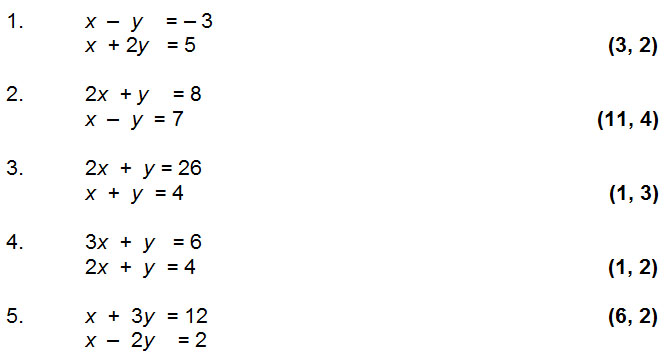 1. x – y = – 3
x + 2y = 5 (3, 2)
2. 2x + y = 8
x – y = 7 (11, 4)
3. 2x + y = 26
x + y = 4 (1, 3)
4. 3x + y = 6
2x + y = 4 (1, 2)
5. x + 3y = 12 (6, 2)
x – 2y = 2